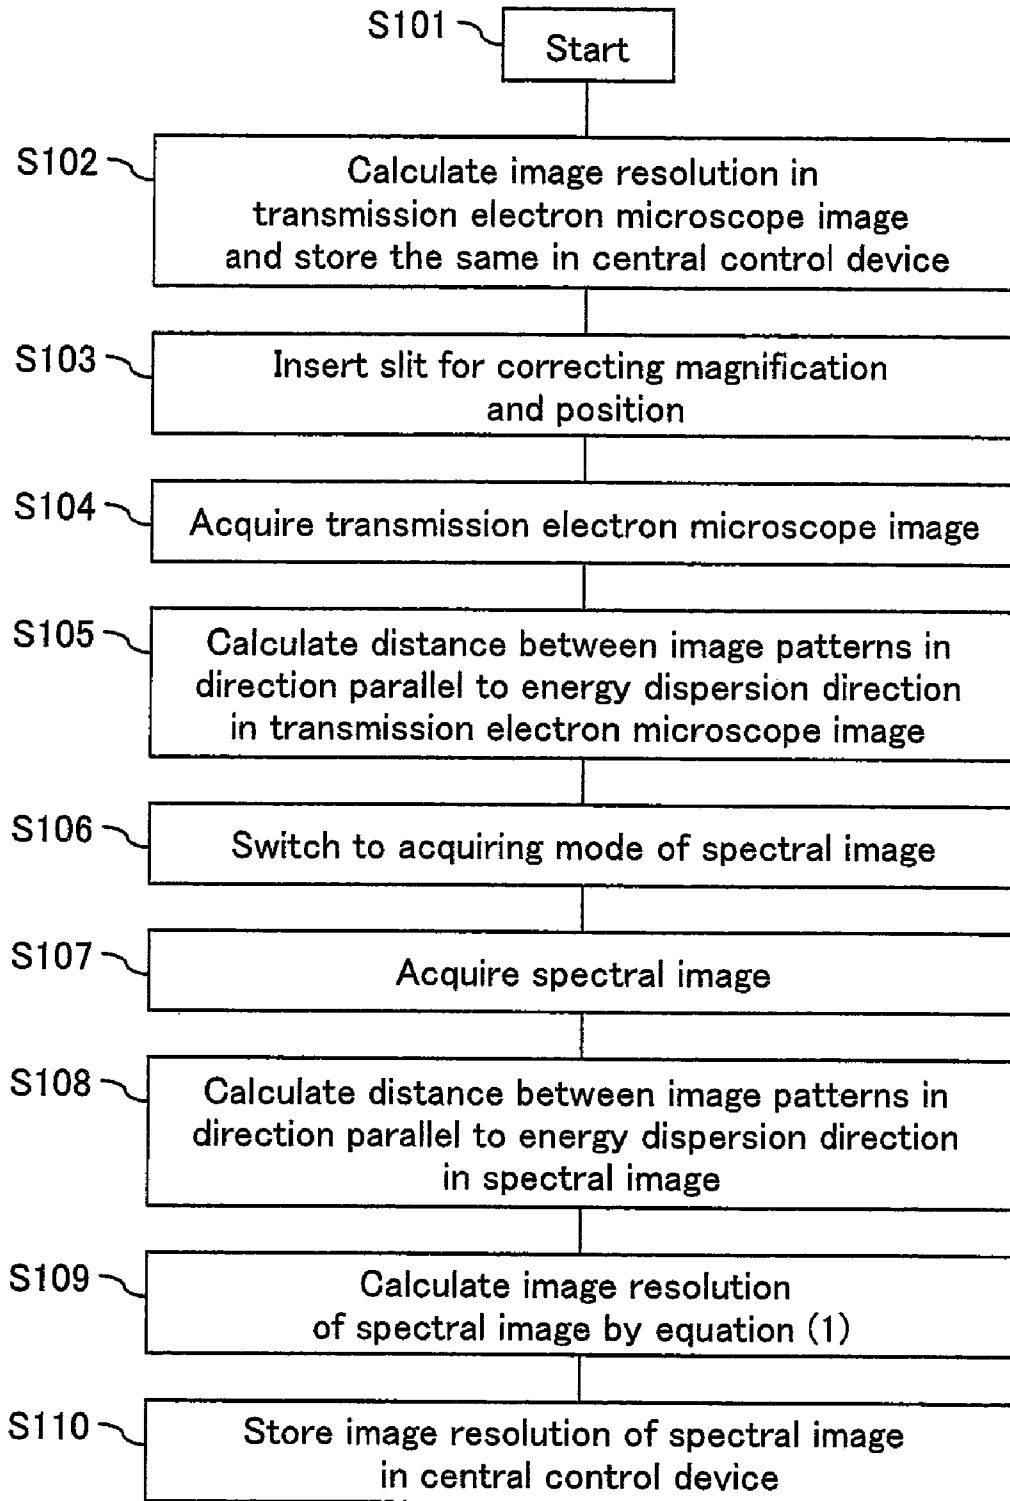 S101
Start
S102
Calculate image resolution in
transmission electron microscope image
and store the same in central control device
S103
Insert slit for correcting magnification
and position
S104
Acquire transmission electron microscope image
S105
Calculate distance between image patterns in
direction parallel to energy dispersion direction
in transmission electron microscope image
S106
Switch to acquiring mode of spectral image
S107
Acquire spectral image
S108
Calculate distance between image patterns in
direction parallel to energy dispersion direction
in spectral image
S109
Calculate image resolution
of spectral image by equation (1)
S110
Store image resolution of spectral image
in central control device